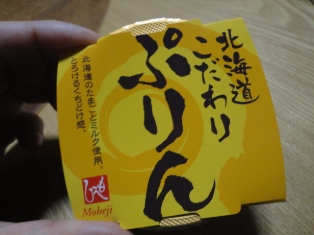 北海道
こだわり
ぷりん
北海道のたまごとミルク使用。
とろけるくちどけ感。
Moheji